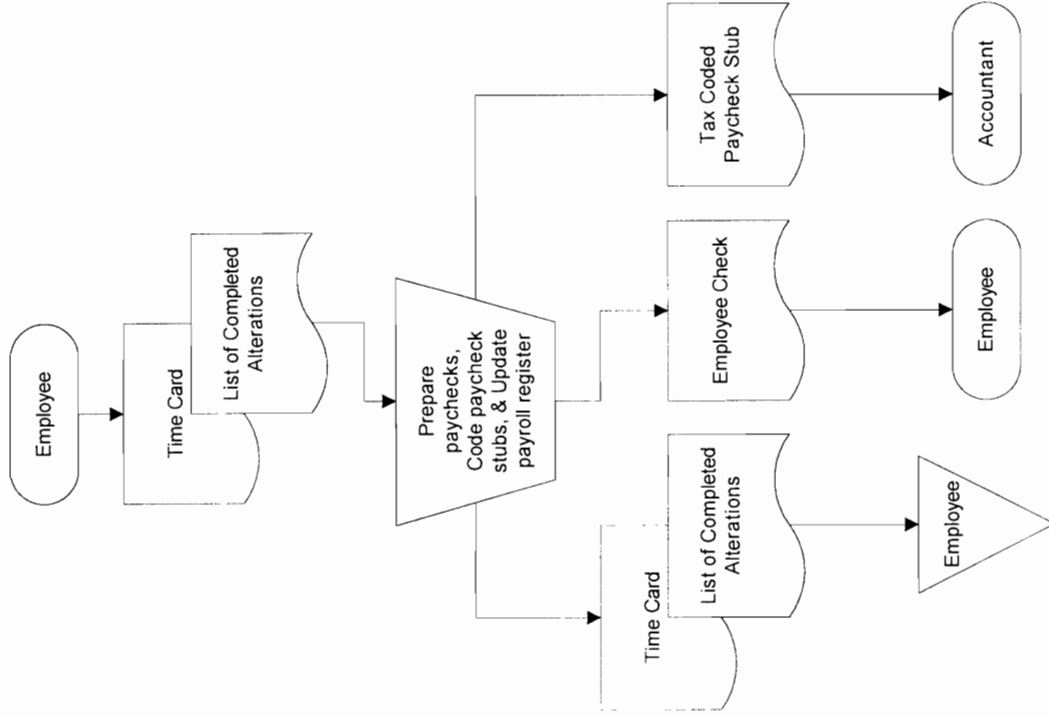 Employee
Time Card
List of Completed
Alterations
Prepare
paychecks,
Code paycheck
stubs, & Update
payroll register
Time Card
List of Completed
Alterations
Employee
Employee Check
Employee
Tax Coded
Paycheck Stub
Accountant